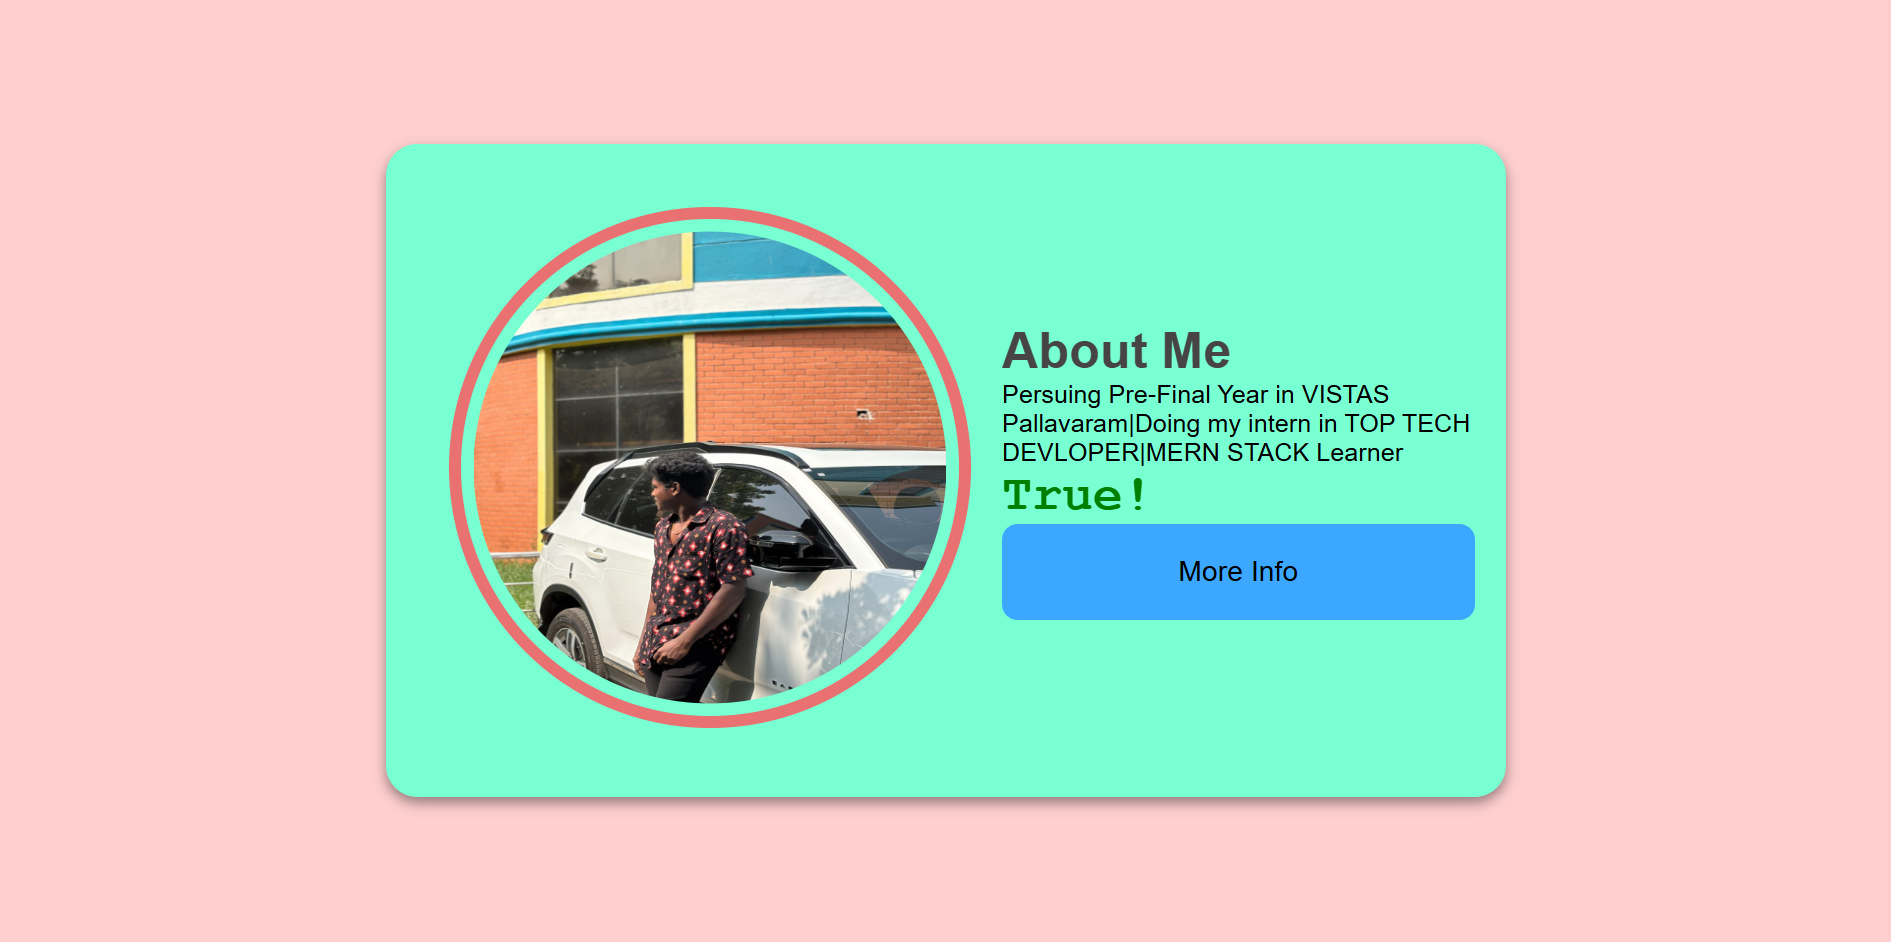 About Me
Persuing Pre-Final Year in VISTAS
Pallavaram|Doing my intern in TOP TECH
DEVLOPER|MERN STACK Learner
True!
More Info